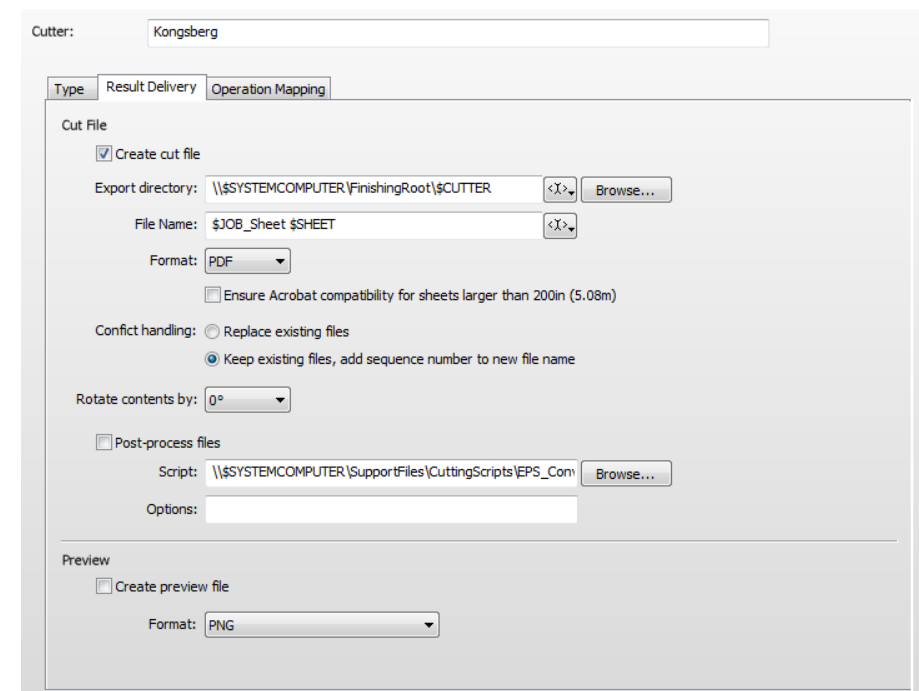 Cutter: Kongsberg
Type Result Delivery Operation Mapping
Cut File
Create cut file
Export directory: \\$SYSTEMCOMPUTER\FinishingRoot\$CUTTER <I> Browse...
File Name: $JOB_Sheet $SHEET <I>
Format: PDF
Ensure Acrobat compatibility for sheets larger than 200in (5.08m)
Confict handling: Replace existing files
Keep existing files, add sequence number to new file name
Rotate contents by: 0°
Post-process files
Script: \\$SYSTEMCOMPUTER\SupportFiles\CuttingScripts\EPS_Conv Browse...
Options:
Preview
Create preview file
Format: PNG